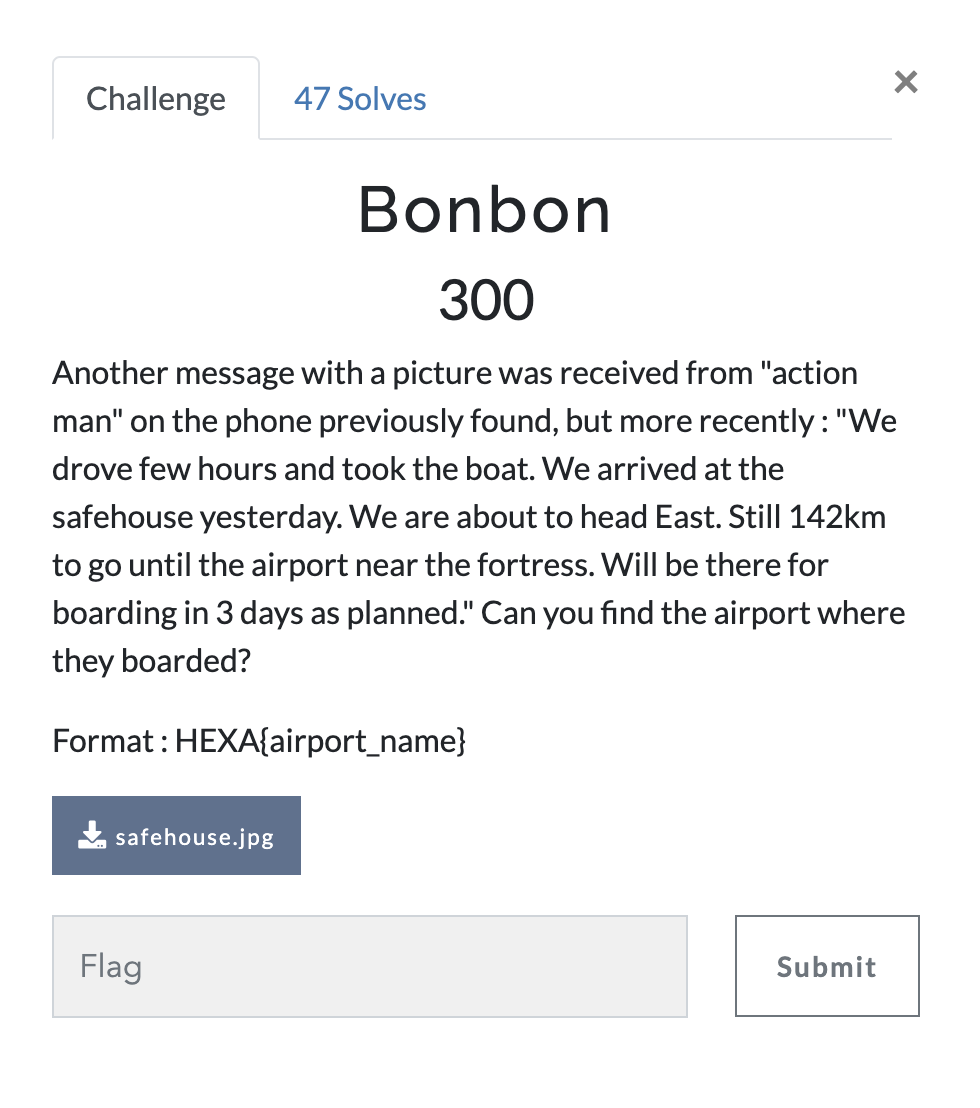 Challenge
47 Solves
×
Bonbon
300
Another message with a picture was received from "action
man" on the phone previously found, but more recently : "We
drove few hours and took the boat. We arrived at the
safehouse yesterday. We are about to head East. Still 142km
to go until the airport near the fortress. Will be there for
boarding in 3 days as planned." Can you find the airport where
they boarded?
Format : HEXA{airport_name}
safehouse.jpg
Flag
Submit